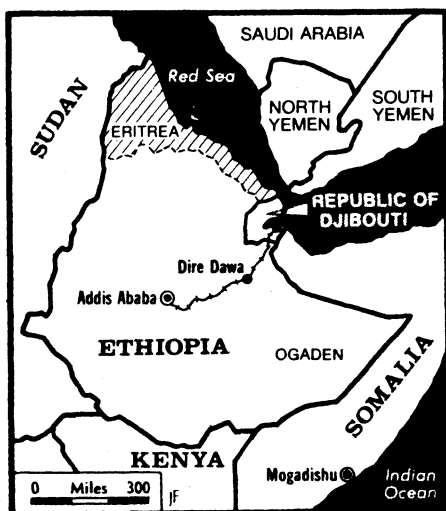 SAUDI ARABIA
Red Sea
SUDAN
NORTH
YEMEN
SOUTH
YEMEN
ERITREA
REPUBLIC OF
DJIBOUTI
Dire Dawa
Addis Ababa
ETHIOPIA
OGADEN
SOMALIA
KENYA
Mogadishu
Indian
Ocean
0 Miles 300
JF